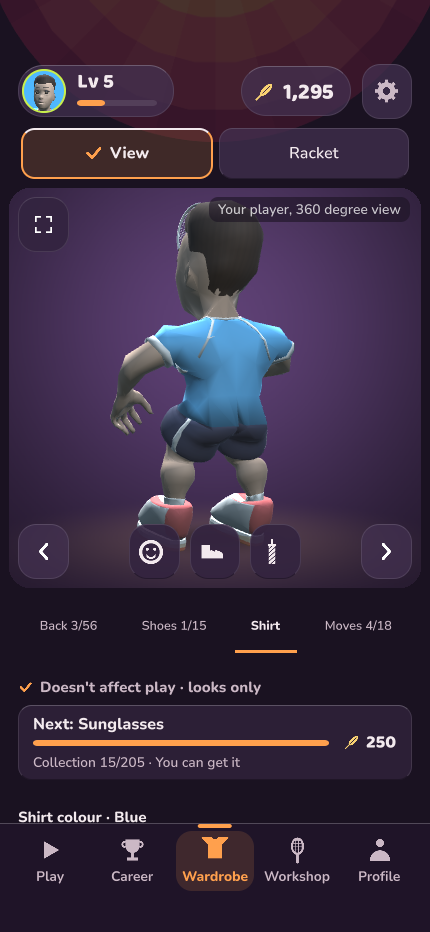 Lv 5
1,295
View
Racket
Your player, 360 degree view
Back 3/56
Shoes 1/15
Shirt
Moves 4/18
Doesn't affect play · looks only
Next: Sunglasses
250
Collection 15/205 · You can get it
Shirt colour · Blue
Play
Career
Wardrobe
Workshop
Profile